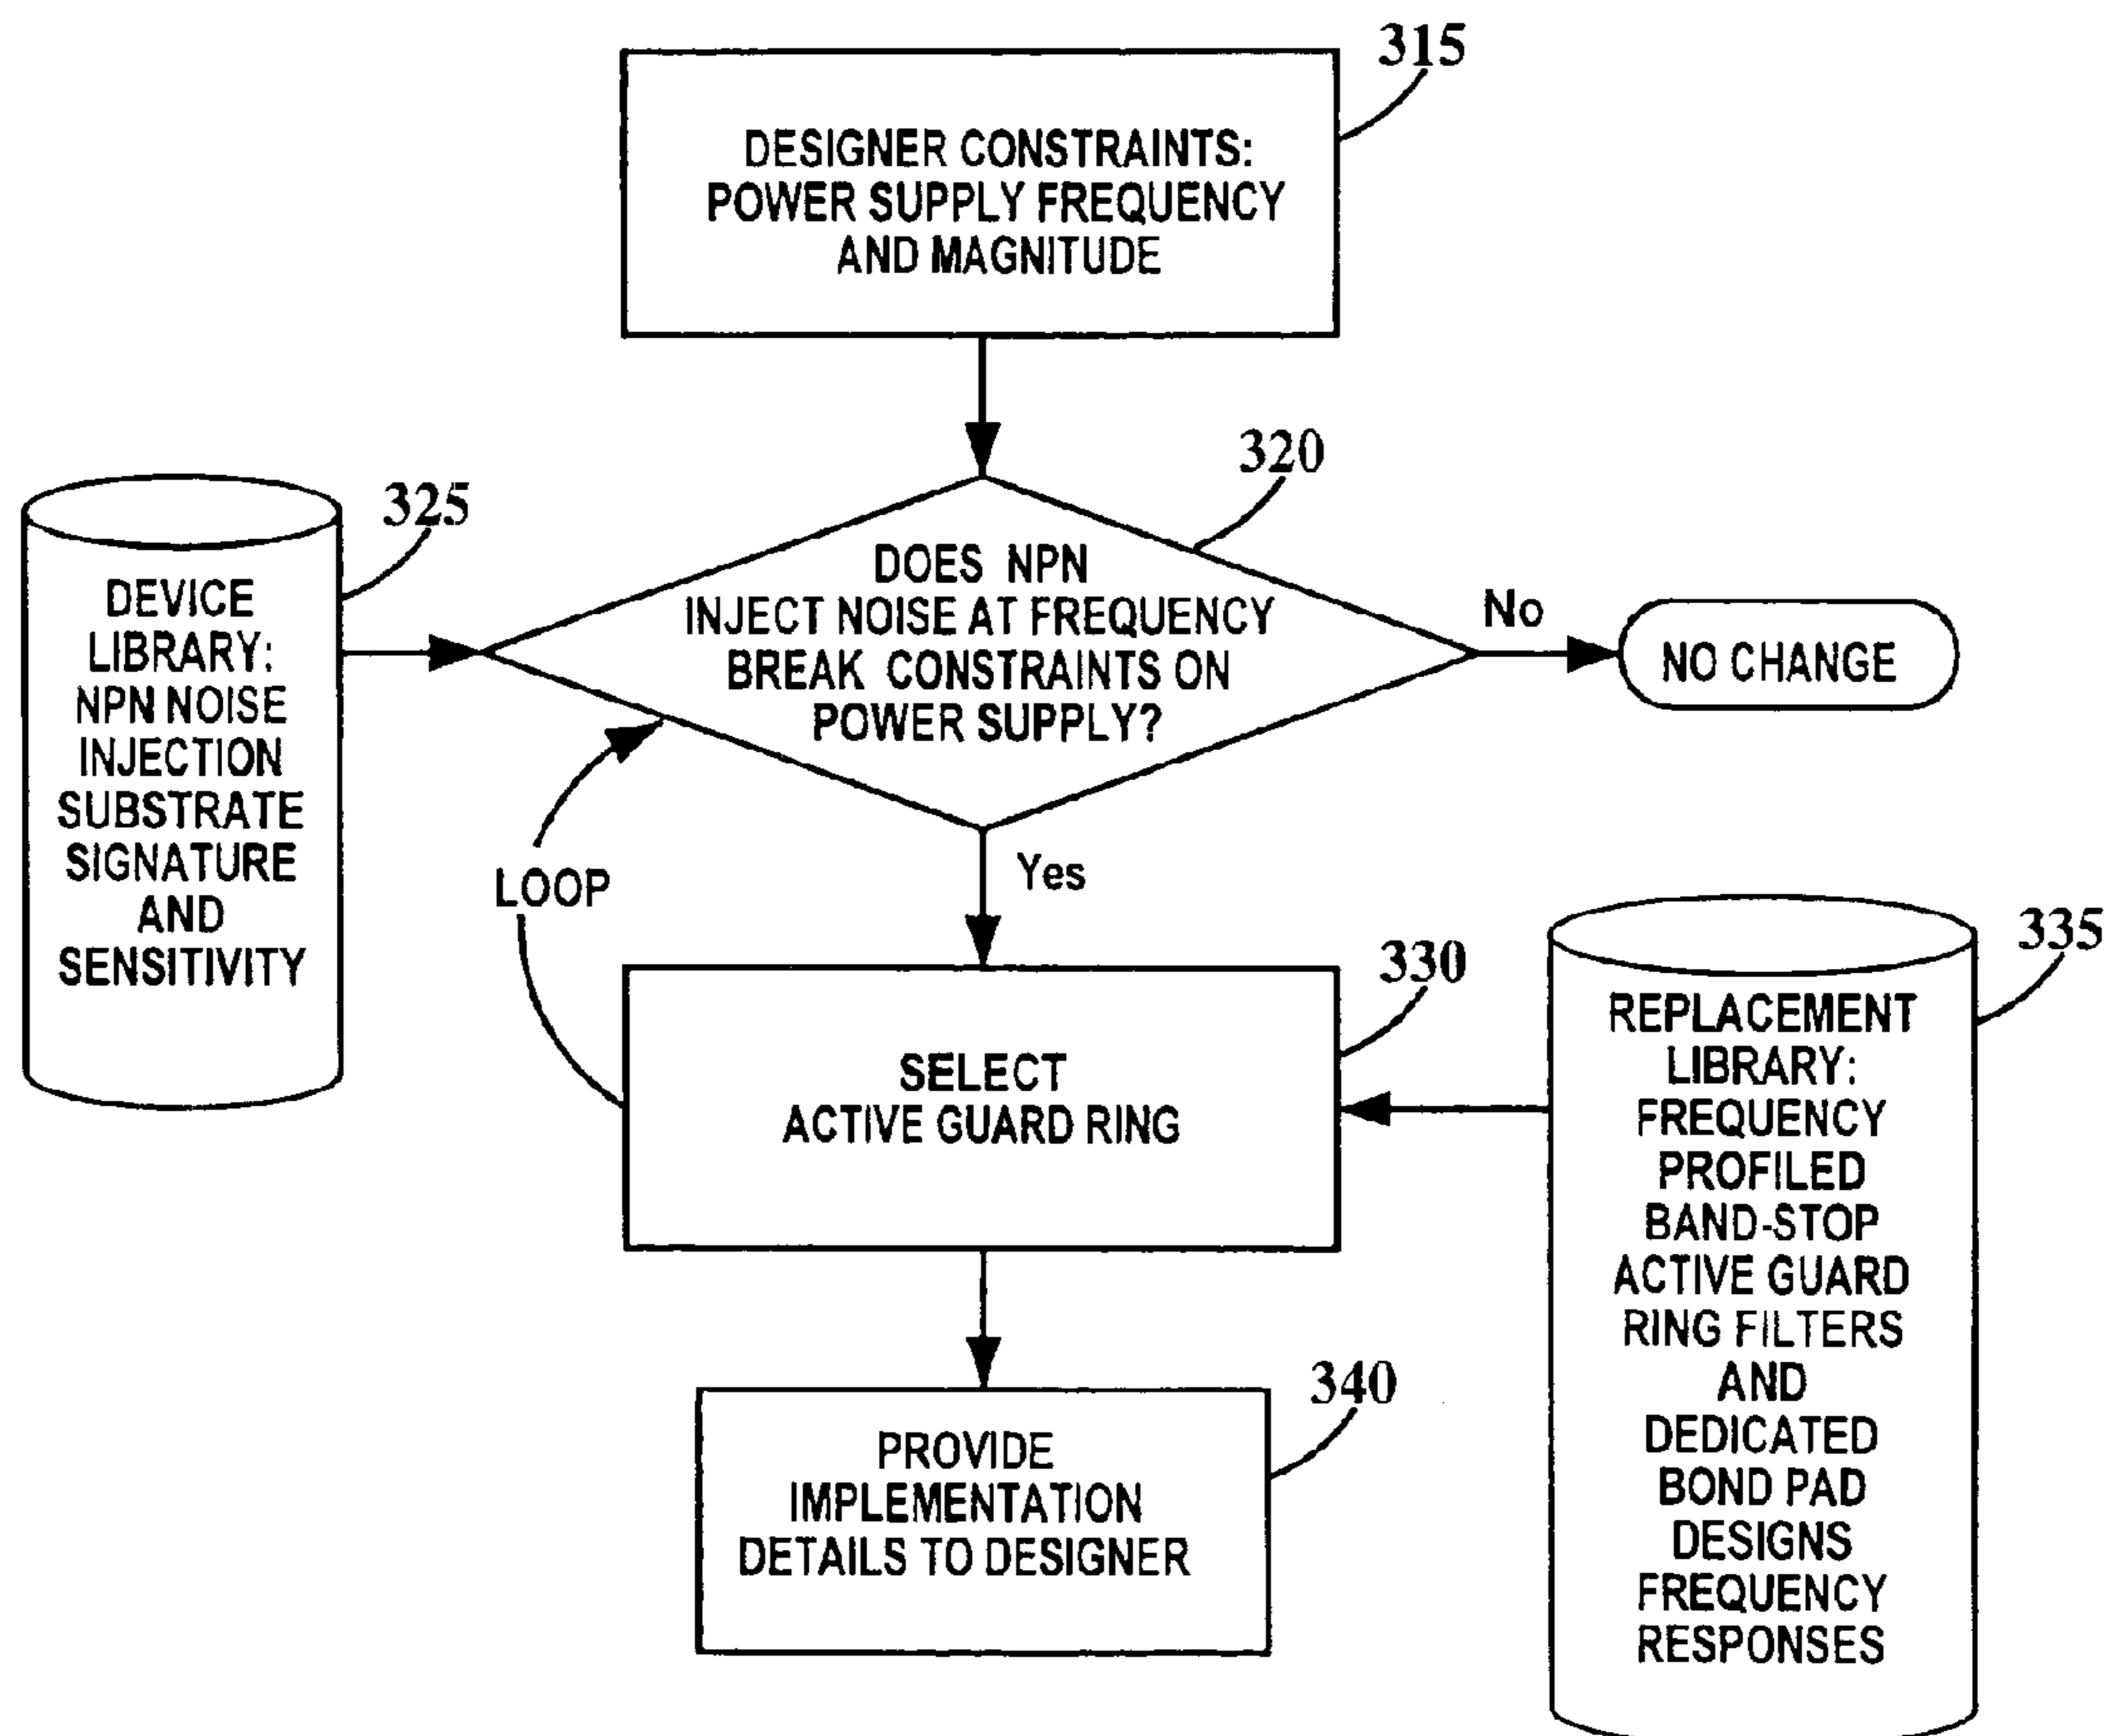 315
DESIGNER CONSTRAINTS:
POWER SUPPLY FREQUENCY
AND MAGNITUDE
320
325
DEVICE
LIBRARY:
NPN NOISE
INJECTION
SUBSTRATE
SIGNATURE
AND
SENSITIVITY
DOES NPN
INJECT NOISE AT FREQUENCY
BREAK CONSTRAINTS ON
POWER SUPPLY?
No
NO CHANGE
LOOP
Yes
330
SELECT
ACTIVE GUARD RING
335
REPLACEMENT
LIBRARY:
FREQUENCY
PROFILED
BAND-STOP
ACTIVE GUARD
RING FILTERS
AND
DEDICATED
BOND PAD
DESIGNS
FREQUENCY
RESPONSES
340
PROVIDE
IMPLEMENTATION
DETAILS TO DESIGNER